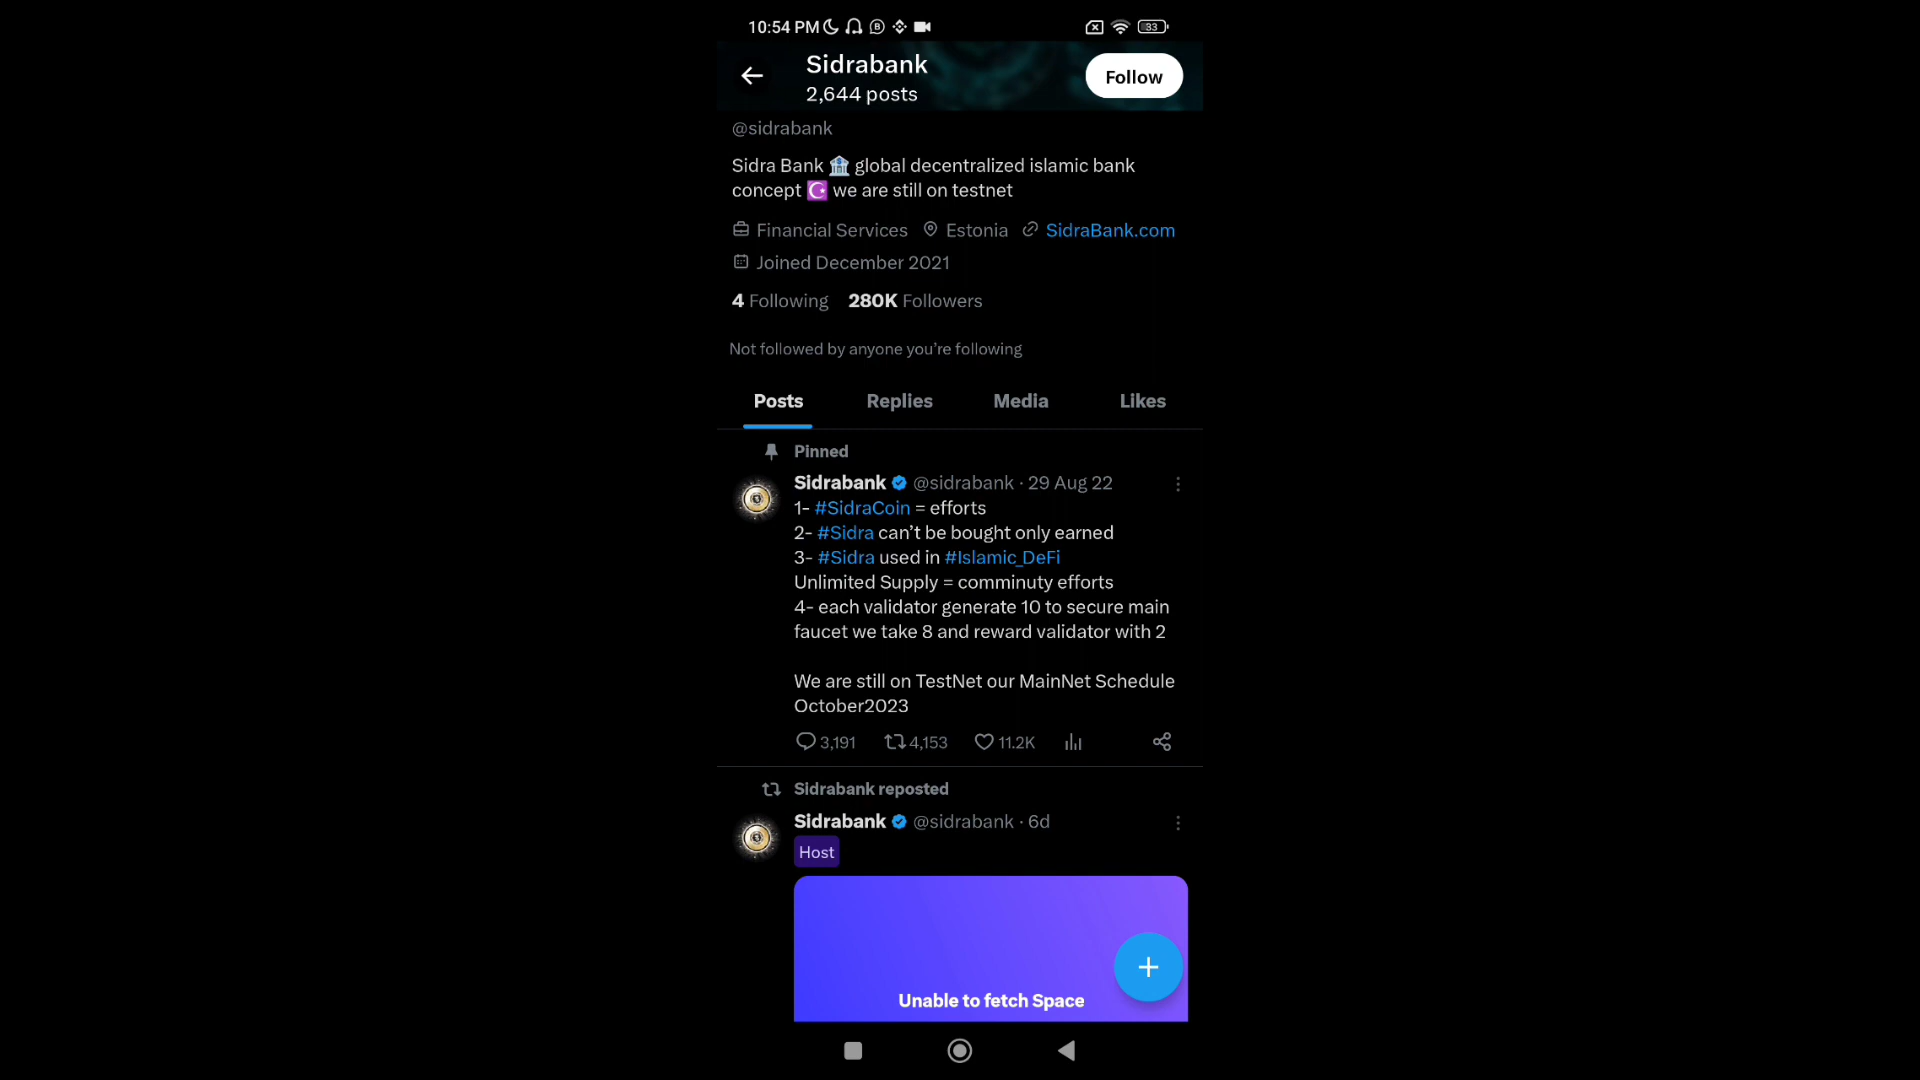 10:54 PM
33
Sidrabank
2,644 posts
Follow
@sidrabank
Sidra Bank 🏦 global decentralized islamic bank
concept ☪️ we are still on testnet
Financial Services Estonia SidraBank.com
Joined December 2021
4 Following 280K Followers
Not followed by anyone you’re following
Posts Replies Media Likes
Pinned
Sidrabank @sidrabank · 29 Aug 22
1- #SidraCoin = efforts
2- #Sidra can’t be bought only earned
3- #Sidra used in #Islamic_DeFi
Unlimited Supply = comminuty efforts
4- each validator generate 10 to secure main
faucet we take 8 and reward validator with 2
We are still on TestNet our MainNet Schedule
October2023
3,191 4,153 11.2K
Sidrabank reposted
Sidrabank @sidrabank · 6d
Host
Unable to fetch Space